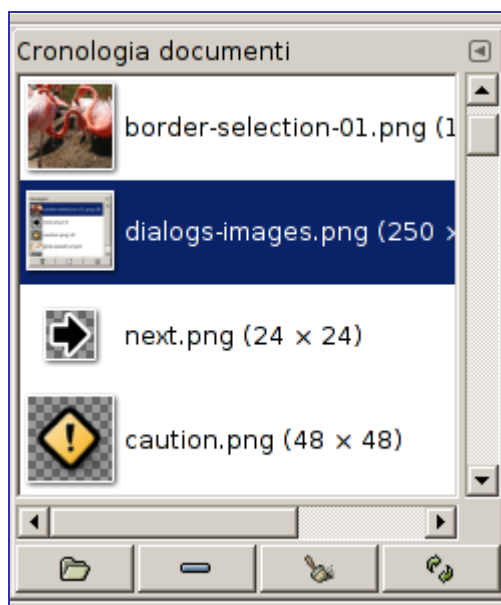 Cronologia documenti
border-selection-01.png (1
dialogs-images.png (250 ×
next.png (24 × 24)
caution.png (48 × 48)